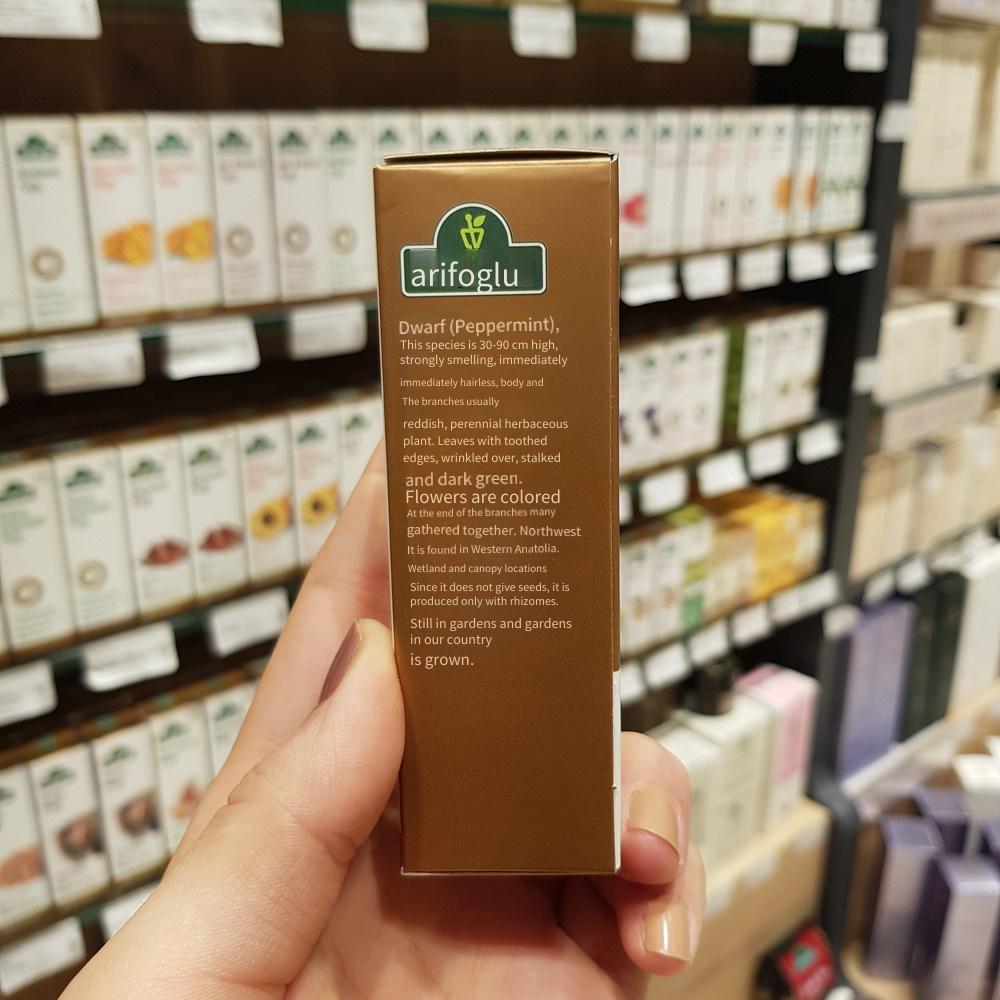 arifoglu
Dwarf (Peppermint),
This species is 30-90 cm high,
strongly smelling, immediately
immediately hairless, body and
The branches usually
reddish, perennial herbaceous
plant. Leaves with toothed
edges, wrinkled over, stalked
and dark green.
Flowers are colored
At the end of the branches many
gathered together. Northwest
It is found in Western Anatolia.
Wetland and canopy locations
Since it does not give seeds, it is
produced only with rhizomes.
Still in gardens and gardens
in our country
is grown.